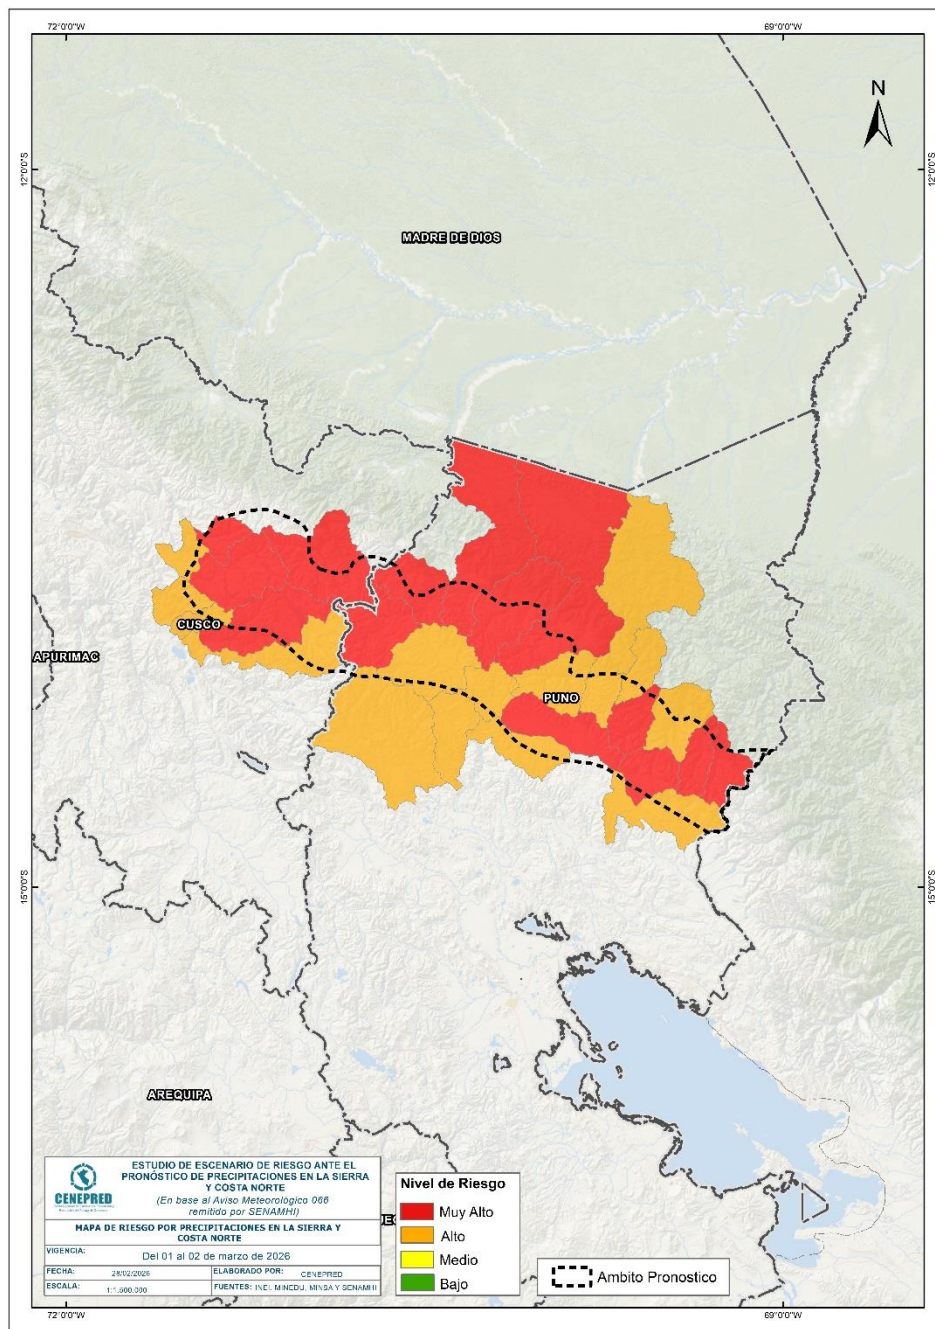 72°0'0"W
69°0'0"W
N
12°0'0"S
12°0'0"S
MADRE DE DIOS
CUSCO
APURIMAC
PUNO
15°0'0"S
15°0'0"S
AREQUIPA
CENEPRED
ESTUDIO DE ESCENARIO DE RIESGO ANTE EL
PRONÓSTICO DE PRECIPITACIONES EN LA SIERRA
Y COSTA NORTE
(En base al Aviso Meteorológico 066
remitido por SENAMHI)
MAPA DE RIESGO POR PRECIPITACIONES EN LA SIERRA Y
COSTA NORTE
VIGENCIA:
Del 01 al 02 de marzo de 2026
FECHA:
28/02/2026
ELABORADO POR:
CENEPRED
ESCALA:
1:1.500.000
FUENTES: INEI, MINEDU, MINSA Y SENAMHI
Nivel de Riesgo
Muy Alto
Alto
Medio
Bajo
Ambito Pronostico
72°0'0"W
69°0'0"W